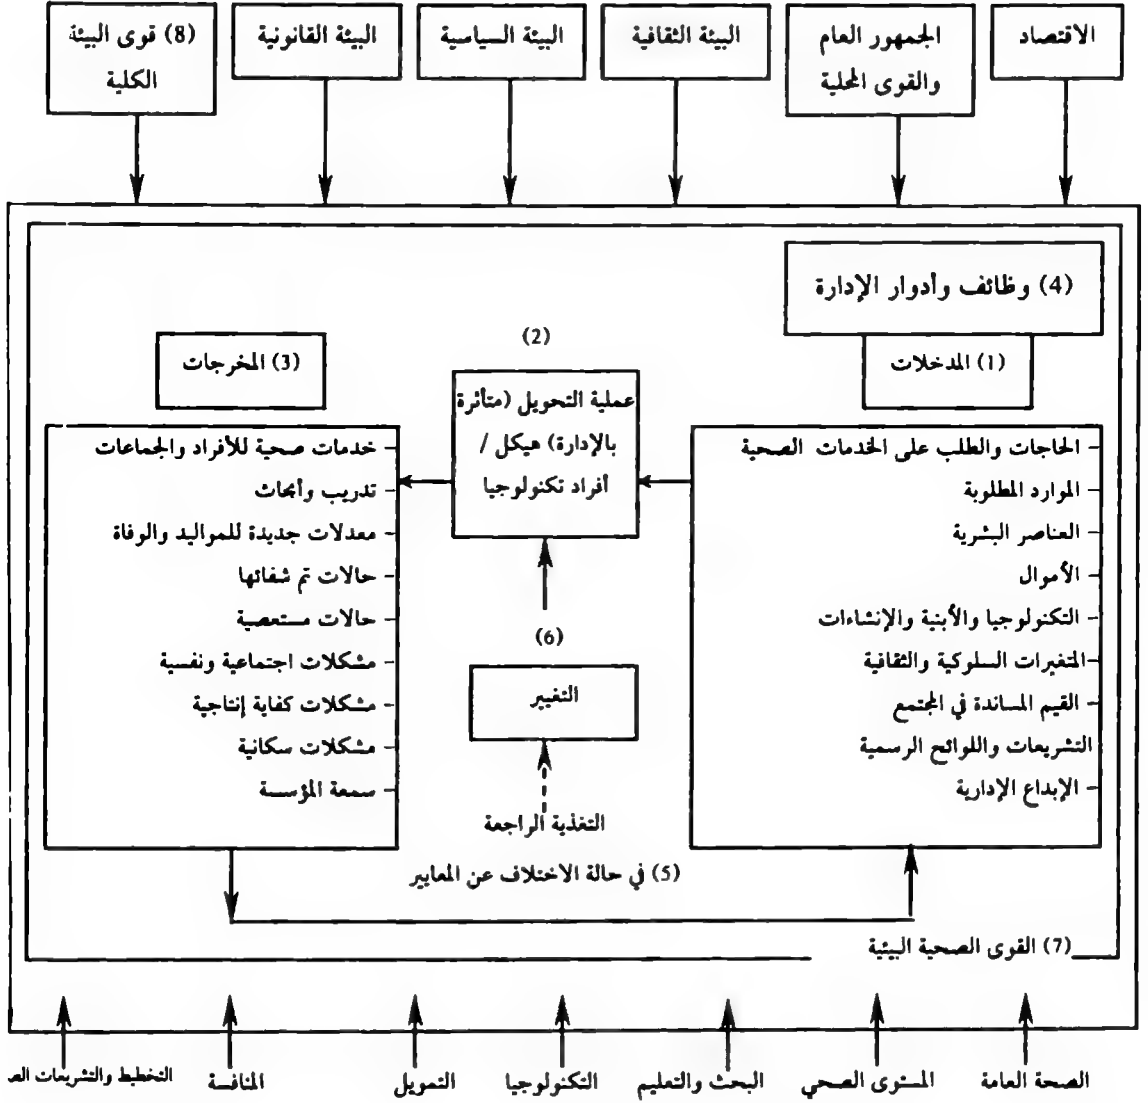 الاقتصاد
الجمهور العام
والقوى المحلية
البيئة الثقافية
البيئة السياسية
البيئة القانونية
(8) قوى البيئة
الكلية
(4) وظائف وأدوار الإدارة
(1) المدخلات
- الحاجات والطلب على الخدمات الصحية
- الموارد المطلوبة
- العناصر البشرية
- الأموال
- التكنولوجيا والأبنية والإنشاءات
- المتغيرات السلوكية والثقافية
- القيم المساندة في المجتمع
التشريعات واللوائح الرسمية
- الإبداع الإدارية
(2)
عملية التحويل (متأثرة
بالإدارة) هيكل /
أفراد تكنولوجيا
(6)
التغيير
التغذية الراجعة
(5) في حالة الاختلاف عن المعايير
(3) المخرجات
- خدمات صحية للأفراد والجماعات
- تدريب وأبحاث
- معدلات جديدة للمواليد والوفاة
- حالات تم شفائها
- حالات مستعصية
- مشكلات اجتماعية ونفسية
- مشكلات كفاية إنتاجية
- مشكلات سكانية
- سمعة المؤسسة
(7) القوى الصحية البيئية
الصحة العامة
المستوى الصحي
البحث والتعليم
التكنولوجيا
التمويل
المنافسة
التخطيط والتشريعات الص